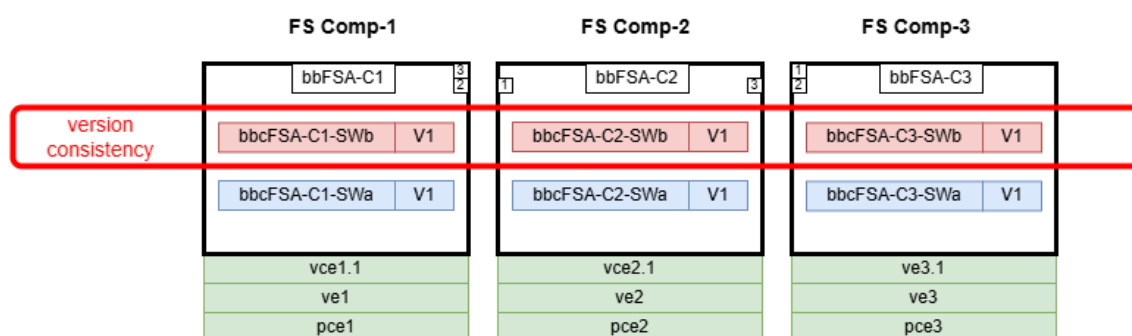 FS Comp-1 FS Comp-2 FS Comp-3
bbFSA-C1 3 2 1 bbFSA-C2 3 1 2 bbFSA-C3
version
consistency
bbcFSA-C1-SWb V1 bbcFSA-C2-SWb V1 bbcFSA-C3-SWb V1
bbcFSA-C1-SWa V1 bbcFSA-C2-SWa V1 bbcFSA-C3-SWa V1
vce1.1 vce2.1 ve3.1
ve1 ve2 ve3
pce1 pce2 pce3